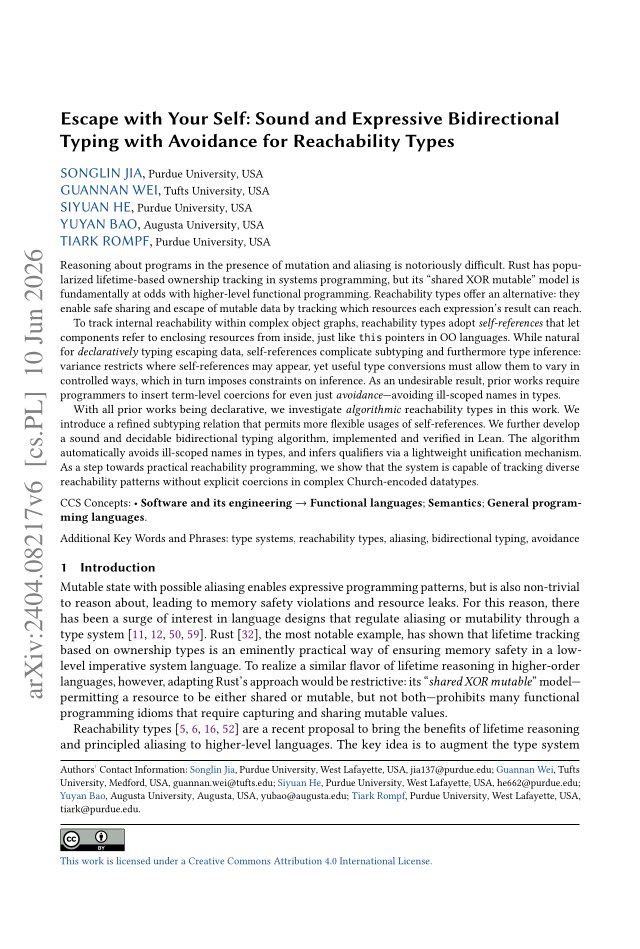 Escape with Your Self: Sound and Expressive Bidirectional
Typing with Avoidance for Reachability Types
SONGLIN JIA, Purdue University, USA
GUANNAN WEI, Tufts University, USA
SIYUAN HE, Purdue University, USA
YUYAN BAO, Augusta University, USA
TIARK ROMPF, Purdue University, USA
Reasoning about programs in the presence of mutation and aliasing is notoriously difficult. Rust has popu-
larized lifetime-based ownership tracking in systems programming, but its “shared XOR mutable” model is
fundamentally at odds with higher-level functional programming. Reachability types offer an alternative: they
enable safe sharing and escape of mutable data by tracking which resources each expression’s result can reach.
To track internal reachability within complex object graphs, reachability types adopt self-references that let
components refer to enclosing resources from inside, just like this pointers in OO languages. While natural
for declaratively typing escaping data, self-references complicate subtyping and furthermore type inference:
variance restricts where self-references may appear, yet useful type conversions must allow them to vary in
controlled ways, which in turn imposes constraints on inference. As an undesirable result, prior works require
programmers to insert term-level coercions for even just avoidance—avoiding ill-scoped names in types.
With all prior works being declarative, we investigate algorithmic reachability types in this work. We
introduce a refined subtyping relation that permits more flexible usages of self-references. We further develop
a sound and decidable bidirectional typing algorithm, implemented and verified in Lean. The algorithm
automatically avoids ill-scoped names in types, and infers qualifiers via a lightweight unification mechanism.
As a step towards practical reachability programming, we show that the system is capable of tracking diverse
reachability patterns without explicit coercions in complex Church-encoded datatypes.
CCS Concepts: • Software and its engineering → Functional languages; Semantics; General program-
ming languages.
Additional Key Words and Phrases: type systems, reachability types, aliasing, bidirectional typing, avoidance
1 Introduction
Mutable state with possible aliasing enables expressive programming patterns, but is also non-trivial
to reason about, leading to memory safety violations and resource leaks. For this reason, there
has been a surge of interest in language designs that regulate aliasing or mutability through a
type system [11, 12, 50, 59]. Rust [32], the most notable example, has shown that lifetime tracking
based on ownership types is an eminently practical way of ensuring memory safety in a low-
level imperative system language. To realize a similar flavor of lifetime reasoning in higher-order
languages, however, adapting Rust’s approach would be restrictive: its “shared XOR mutable” model—
permitting a resource to be either shared or mutable, but not both—prohibits many functional
programming idioms that require capturing and sharing mutable values.
Reachability types [5, 6, 16, 52] are a recent proposal to bring the benefits of lifetime reasoning
and principled aliasing to higher-level languages. The key idea is to augment the type system
Authors’ Contact Information: Songlin Jia, Purdue University, West Lafayette, USA, jia137@purdue.edu; Guannan Wei, Tufts
University, Medford, USA, guannan.wei@tufts.edu; Siyuan He, Purdue University, West Lafayette, USA, he662@purdue.edu;
Yuyan Bao, Augusta University, Augusta, USA, yubao@augusta.edu; Tiark Rompf, Purdue University, West Lafayette, USA,
tiark@purdue.edu.
cc BY
This work is licensed under a Creative Commons Attribution 4.0 International License.
arXiv:2404.08217v6 [cs.PL] 10 Jun 2026